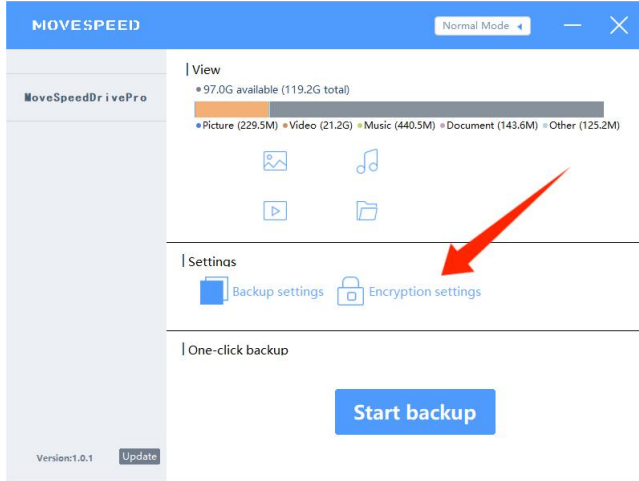 MOVESPEED
Normal Mode
MoveSpeedDrivePro
View
97.0G available (119.2G total)
Picture (229.5M) Video (21.2G) Music (440.5M) Document (143.6M) Other (125.2M)
Settings
Backup settings Encryption settings
One-click backup
Start backup
Version:1.0.1 Update